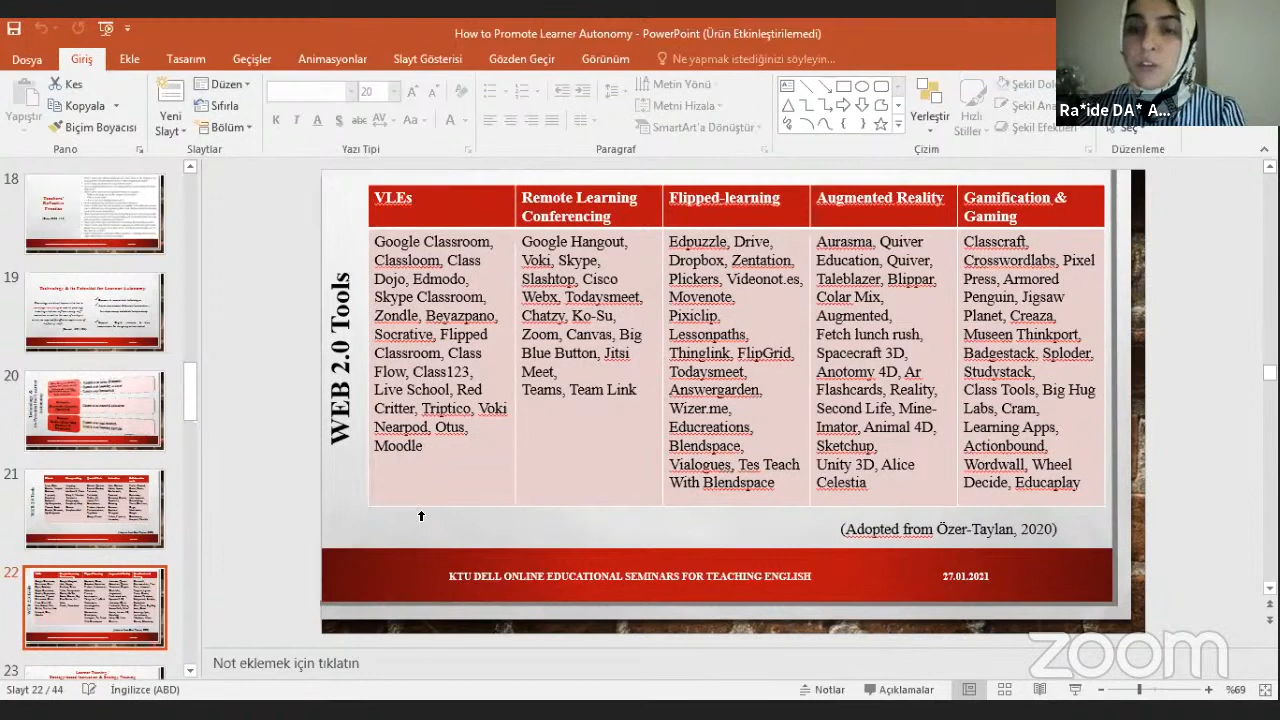 How to Promote Learner Autonomy - PowerPoint (Ürün Etkinleştirilemedi)
Dosya Giriş Ekle Tasarım Geçişler Animasyonlar Slayt Gösterisi Gözden Geçir Görünüm Ne yapmak istediğinizi söyleyin...
Yapıştır
Kes
Kopyala
Biçim Boyacısı
Pano
Yeni
Slayt
Düzen
Sıfırla
Bölüm
Slaytlar
20
K T A S abc AV Aa A
Yazı Tipi
Metin Yönü
Metni Hizala
SmartArt'a Dönüştür
Paragraf
Yerleştir
Hızlı
Stiller
Şekil
Şekil Ana
Şekil Efektleri
Çizim
Seç
Düzenleme
Ra*ide DA* A...
18
19
20
21
22
23
Technology & its Potential for Learner Autonomy
WEB 2.0 Tools
VLEs
Google Classroom,
Classloom, Class
Dojo, Edmodo,
Skype Classroom,
Zondle, Beyazpano,
Socrative, Flipped
Classroom, Class
Flow, Class123,
Live School, Red
Critter, Triptico, Voki
Nearpod, Otus,
Moodle
Remote Learning
Conferencing
Google Hangout,
Voki, Skype,
Slashtop, Cisco
Webx, Todaysmeet,
Chatzy, Ko-Su,
Zoom, Canvas, Big
Blue Button, Jitsi
Meet,
Teams, Team Link
Flipped-learning
Edpuzzle, Drive,
Dropbox, Zentation,
Plickers, Videonot.es,
Movenote,
Pixiclip,
Lessonpaths,
Thinglink, FlipGrid,
Todaysmeet,
Answergarden,
Wizer.me,
Educreations,
Blendspace,
Vialogues, Tes Teach
With Blendspace
Augmented Reality
Aurasma, Quiver
Education, Quiver,
Taleblazer, Blippar,
Colar Mix,
Augmented,
Fetch lunch rush,
Spacecraft 3D,
Anotomy 4D, Ar
Flashcards, Reality,
Second Life, Mine-
Imator, Animal 4D,
Sketchup,
Unity 3D, Alice
Celestia
Gamification &
Gaming
Classcraft,
Crosswordlabs, Pixel
Press, Armored
Penguin, Jigsaw
Planet, Creaza,
Museen Thinkport,
Badgestack, Sploder,
Studystack,
Class Tools, Big Hug
Labs, Cram,
Learning Apps,
Actionbound,
Wordwall, Wheel
Decide, Educaplay
(Adopted from Özer-Taylan, 2020)
KTU DELL ONLINE EDUCATIONAL SEMINARS FOR TEACHING ENGLISH 27.01.2021
zoom
Not eklemek için tıklatın
Slayt 22 / 44 İngilizce (ABD) Notlar Açıklamalar %69